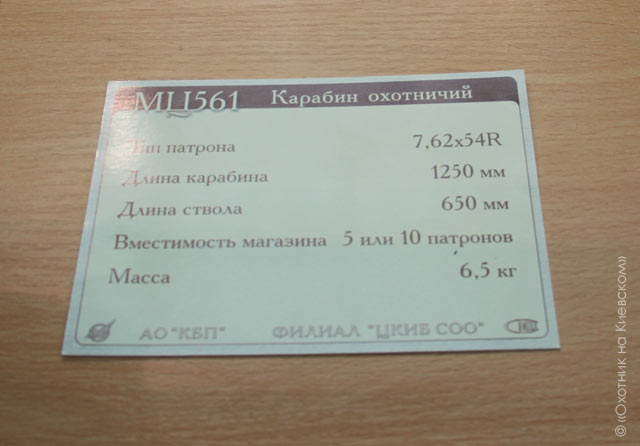 МЦ561 Карабин охотничий
Тип патрона 7,62х54R
Длина карабина 1250 мм
Длина ствола 650 мм
Вместимость магазина 5 или 10 патронов
Масса 6,5 кг
АО "КБП" ФИЛИАЛ "ЦКИБ СОО"
© «Охотник на Киевском»